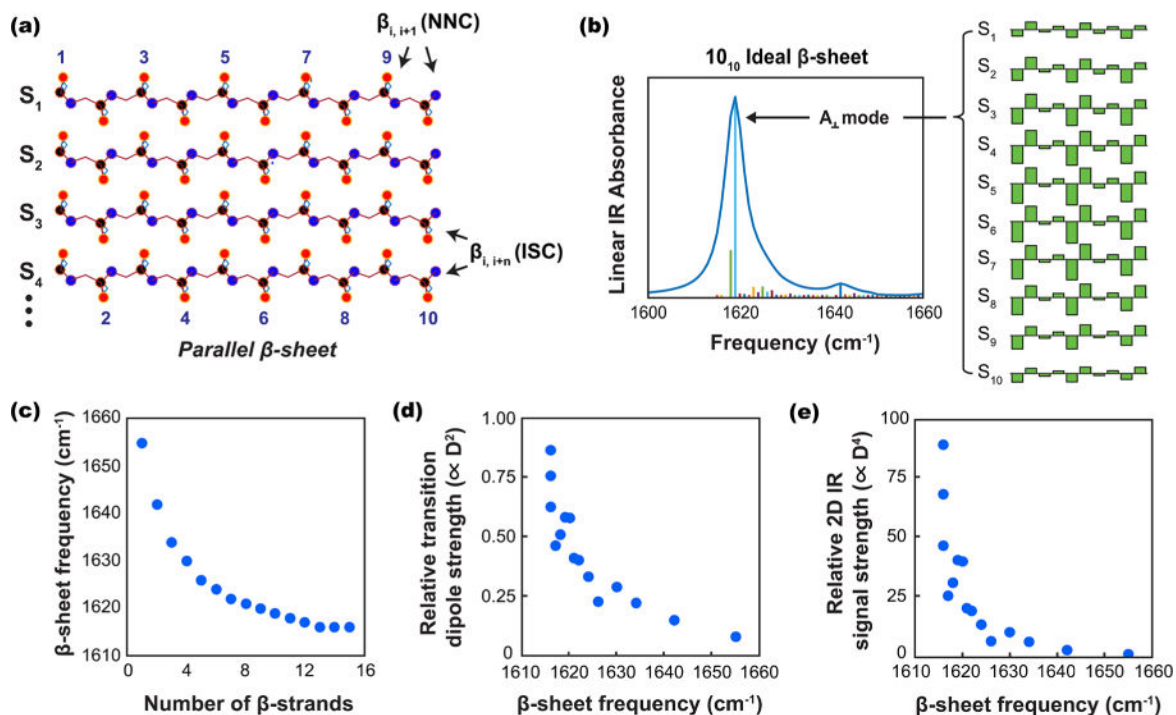 (a)
β i, i+1 (NNC)
1 3 5 7 9
S1
S2
S3
S4
β i, i+n (ISC)
2 4 6 8 10
Parallel β-sheet
(b)
10 10 Ideal β-sheet
A⊥ mode
Linear IR Absorbance
1600 1620 1640 1660
Frequency (cm-1)
S1
S2
S3
S4
S5
S6
S7
S8
S9
S10
(c)
β-sheet frequency (cm-1)
1660
1650
1640
1630
1620
1610
0 4 8 12 16
Number of β-strands
(d)
Relative transition
dipole strength (∝ D2)
1.00
0.75
0.50
0.25
0
1610 1620 1630 1640 1650 1660
β-sheet frequency (cm-1)
(e)
Relative 2D IR
signal strength (∝ D4)
100
75
50
25
0
1610 1620 1630 1640 1650 1660
β-sheet frequency (cm-1)